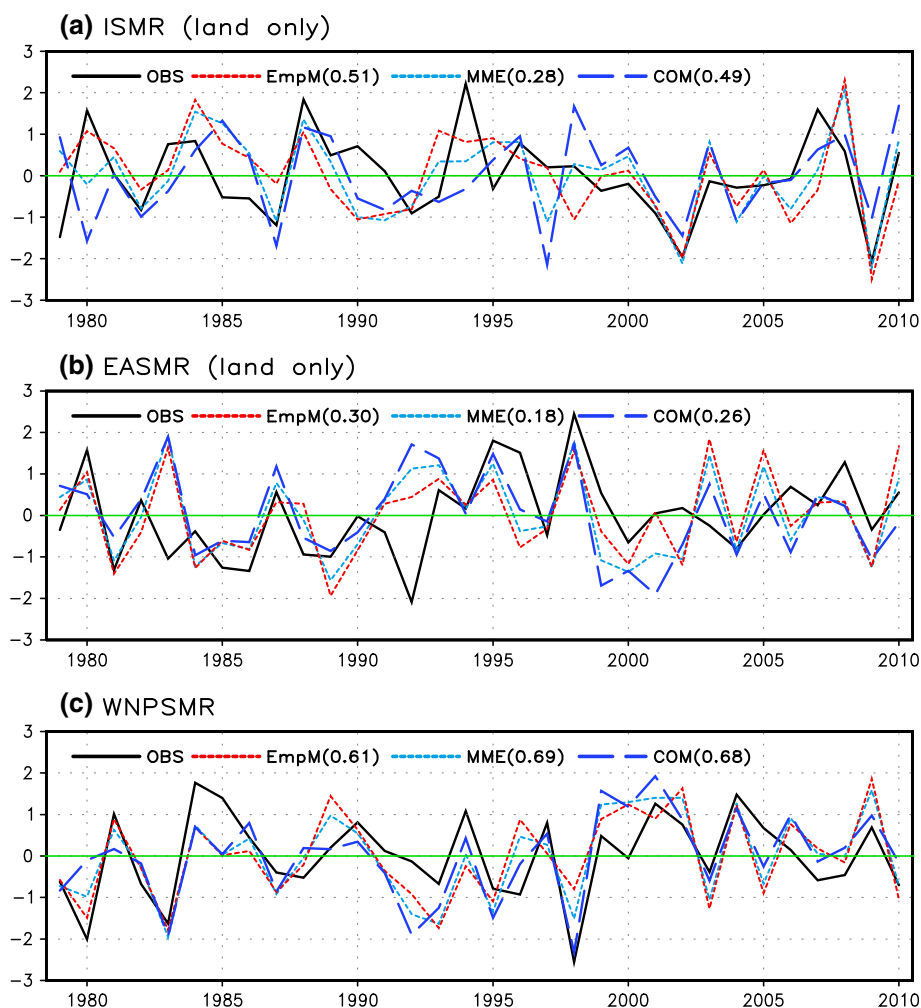 (a) ISMR (land only)
3
OBS EmpM(0.51) MME(0.28) COM(0.49)
2
1
0
−1
−2
−3
1980 1985 1990 1995 2000 2005 2010
(b) EASMR (land only)
3
OBS EmpM(0.30) MME(0.18) COM(0.26)
2
1
0
−1
−2
−3
1980 1985 1990 1995 2000 2005 2010
(c) WNPSMR
3
OBS EmpM(0.61) MME(0.69) COM(0.68)
2
1
0
−1
−2
−3
1980 1985 1990 1995 2000 2005 2010